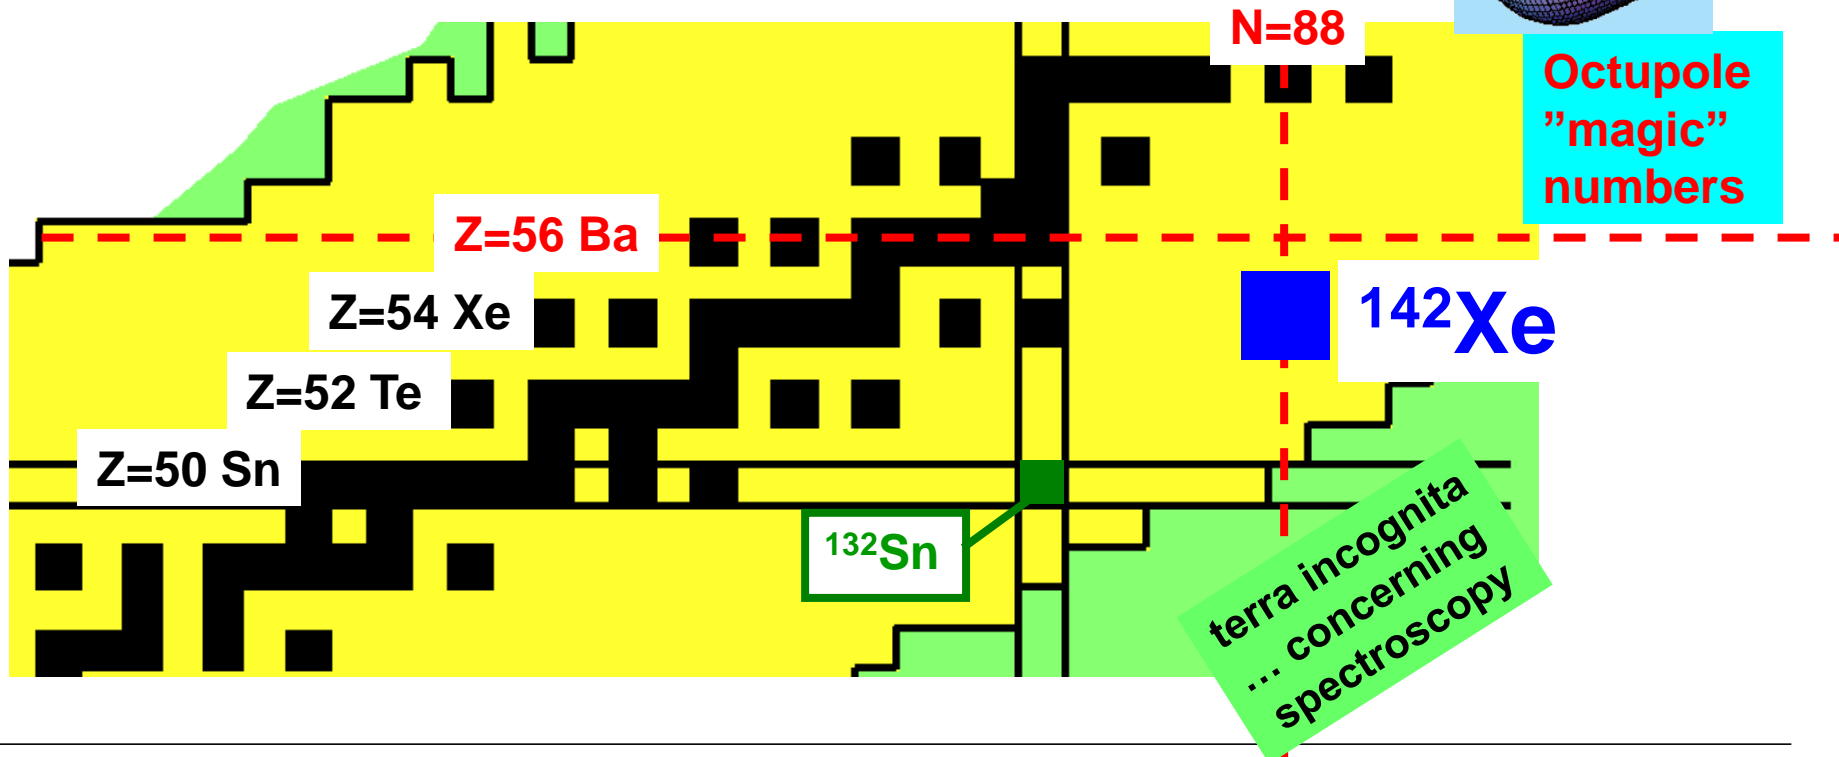 N=88
Octupole
”magic”
numbers
Z=56 Ba
Z=54 Xe
142Xe
Z=52 Te
Z=50 Sn
132Sn
terra incognita
... concerning
spectroscopy